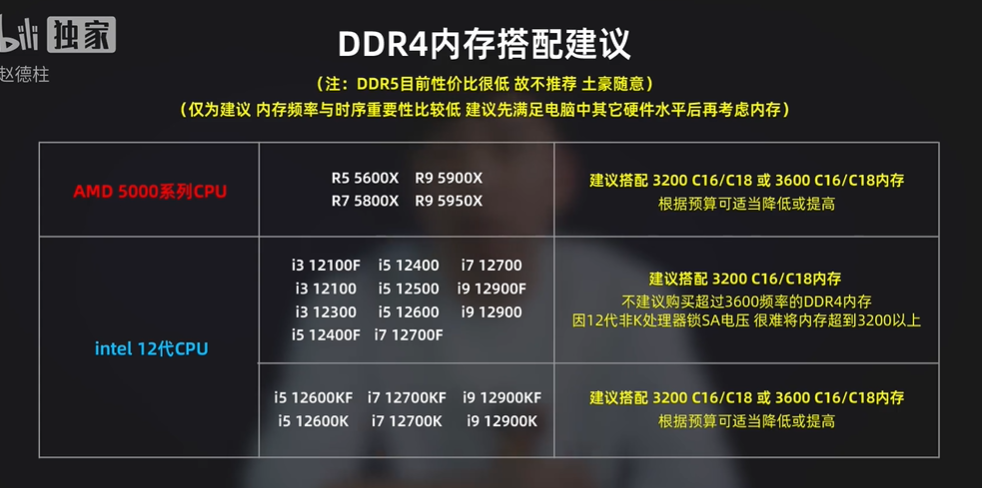 bili 独家
赵德柱
DDR4内存搭配建议
（注：DDR5目前性价比很低 故不推荐 土豪随意）
（仅为建议 内存频率与时序重要性比较低 建议先满足电脑中其它硬件水平后再考虑内存）
AMD 5000系列CPU
R5 5600X R9 5900X
R7 5800X R9 5950X
建议搭配 3200 C16/C18 或 3600 C16/C18内存
根据预算可适当降低或提高
intel 12代CPU
i3 12100F i5 12400 i7 12700
i3 12100 i5 12500 i9 12900F
i3 12300 i5 12600 i9 12900
i5 12400F i7 12700F
建议搭配 3200 C16/C18内存
不建议购买超过3600频率的DDR4内存
因12代非K处理器锁SA电压 很难将内存超到3200以上
i5 12600KF i7 12700KF i9 12900KF
i5 12600K i7 12700K i9 12900K
建议搭配 3200 C16/C18 或 3600 C16/C18内存
根据预算可适当降低或提高